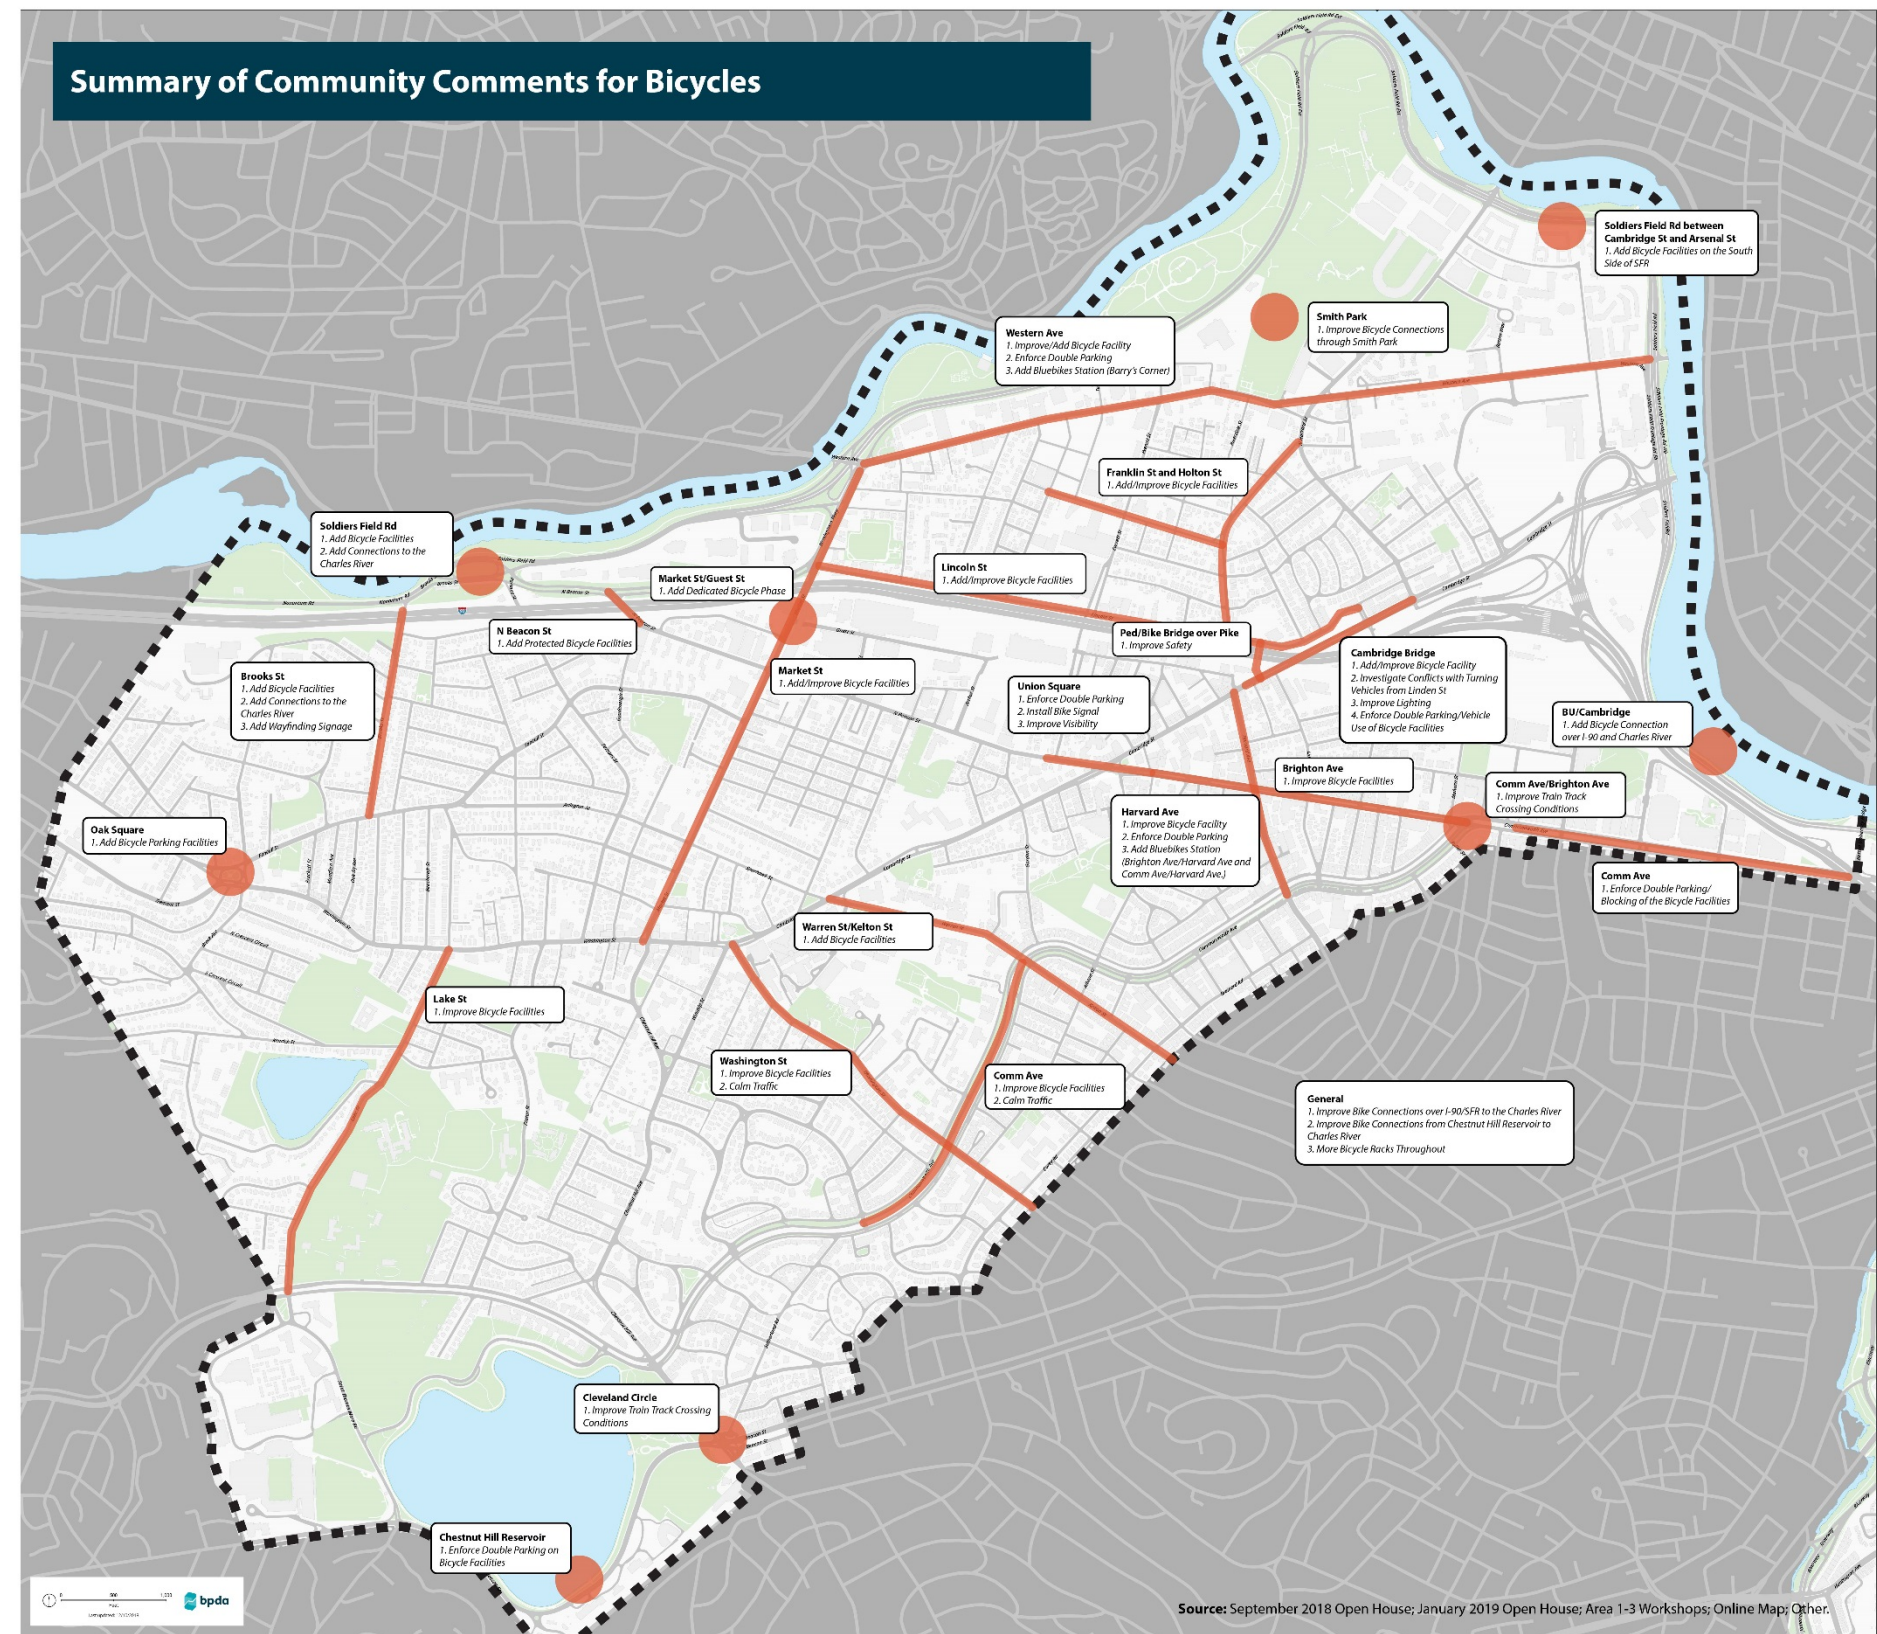 Summary of Community Comments for Bicycles
Soldiers Field Rd between
Cambridge St and Arsenal St
1. Add Bicycle Facilities on the South
Side of SFR
Smith Park
1. Improve Bicycle Connections
through Smith Park
Western Ave
1. Improve/Add Bicycle Facility
2. Enforce Double Parking
3. Add Bluebikes Station (Barry's Corner)
Franklin St and Holton St
1. Add/Improve Bicycle Facilities
Soldiers Field Rd
1. Add Bicycle Facilities
2. Add Connections to the
Charles River
Market St/Guest St
1. Add Dedicated Bicycle Phase
Lincoln St
1. Add/Improve Bicycle Facilities
N Beacon St
1. Add Protected Bicycle Facilities
Ped/Bike Bridge over Pike
1. Improve Safety
Brooks St
1. Add Bicycle Facilities
2. Add Connections to the
Charles River
3. Add Wayfinding Signage
Market St
1. Add/Improve Bicycle Facilities
Union Square
1. Enforce Double Parking
2. Install Bike Signal
3. Improve Visibility
Cambridge Bridge
1. Add/Improve Bicycle Facility
2. Investigate Conflicts with Turning
Vehicles from Linden St
3. Improve Lighting
4. Enforce Double Parking/Vehicle
Use of Bicycle Facilities
BU/Cambridge
1. Add Bicycle Connection
over I-90 and Charles River
Brighton Ave
1. Improve Bicycle Facilities
Comm Ave/Brighton Ave
1. Improve Train Track
Crossing Conditions
Harvard Ave
1. Improve Bicycle Facility
2. Enforce Double Parking
3. Add Bluebikes Station
(Brighton Ave/Harvard Ave and
Comm Ave/Harvard Ave.)
Oak Square
1. Add Bicycle Parking Facilities
Comm Ave
1. Enforce Double Parking/
Blocking of the Bicycle Facilities
Warren St/Kelton St
1. Add Bicycle Facilities
Lake St
1. Improve Bicycle Facilities
Washington St
1. Improve Bicycle Facilities
2. Calm Traffic
Comm Ave
1. Improve Bicycle Facilities
2. Calm Traffic
General
1. Improve Bike Connections over I-90/SFR to the Charles River
2. Improve Bike Connections from Chestnut Hill Reservoir to
Charles River
3. More Bicycle Racks Throughout
Cleveland Circle
1. Improve Train Track Crossing
Conditions
Chestnut Hill Reservoir
1. Enforce Double Parking on
Bicycle Facilities
bpda
Source: September 2018 Open House; January 2019 Open House; Area 1-3 Workshops; Online Map; Other.